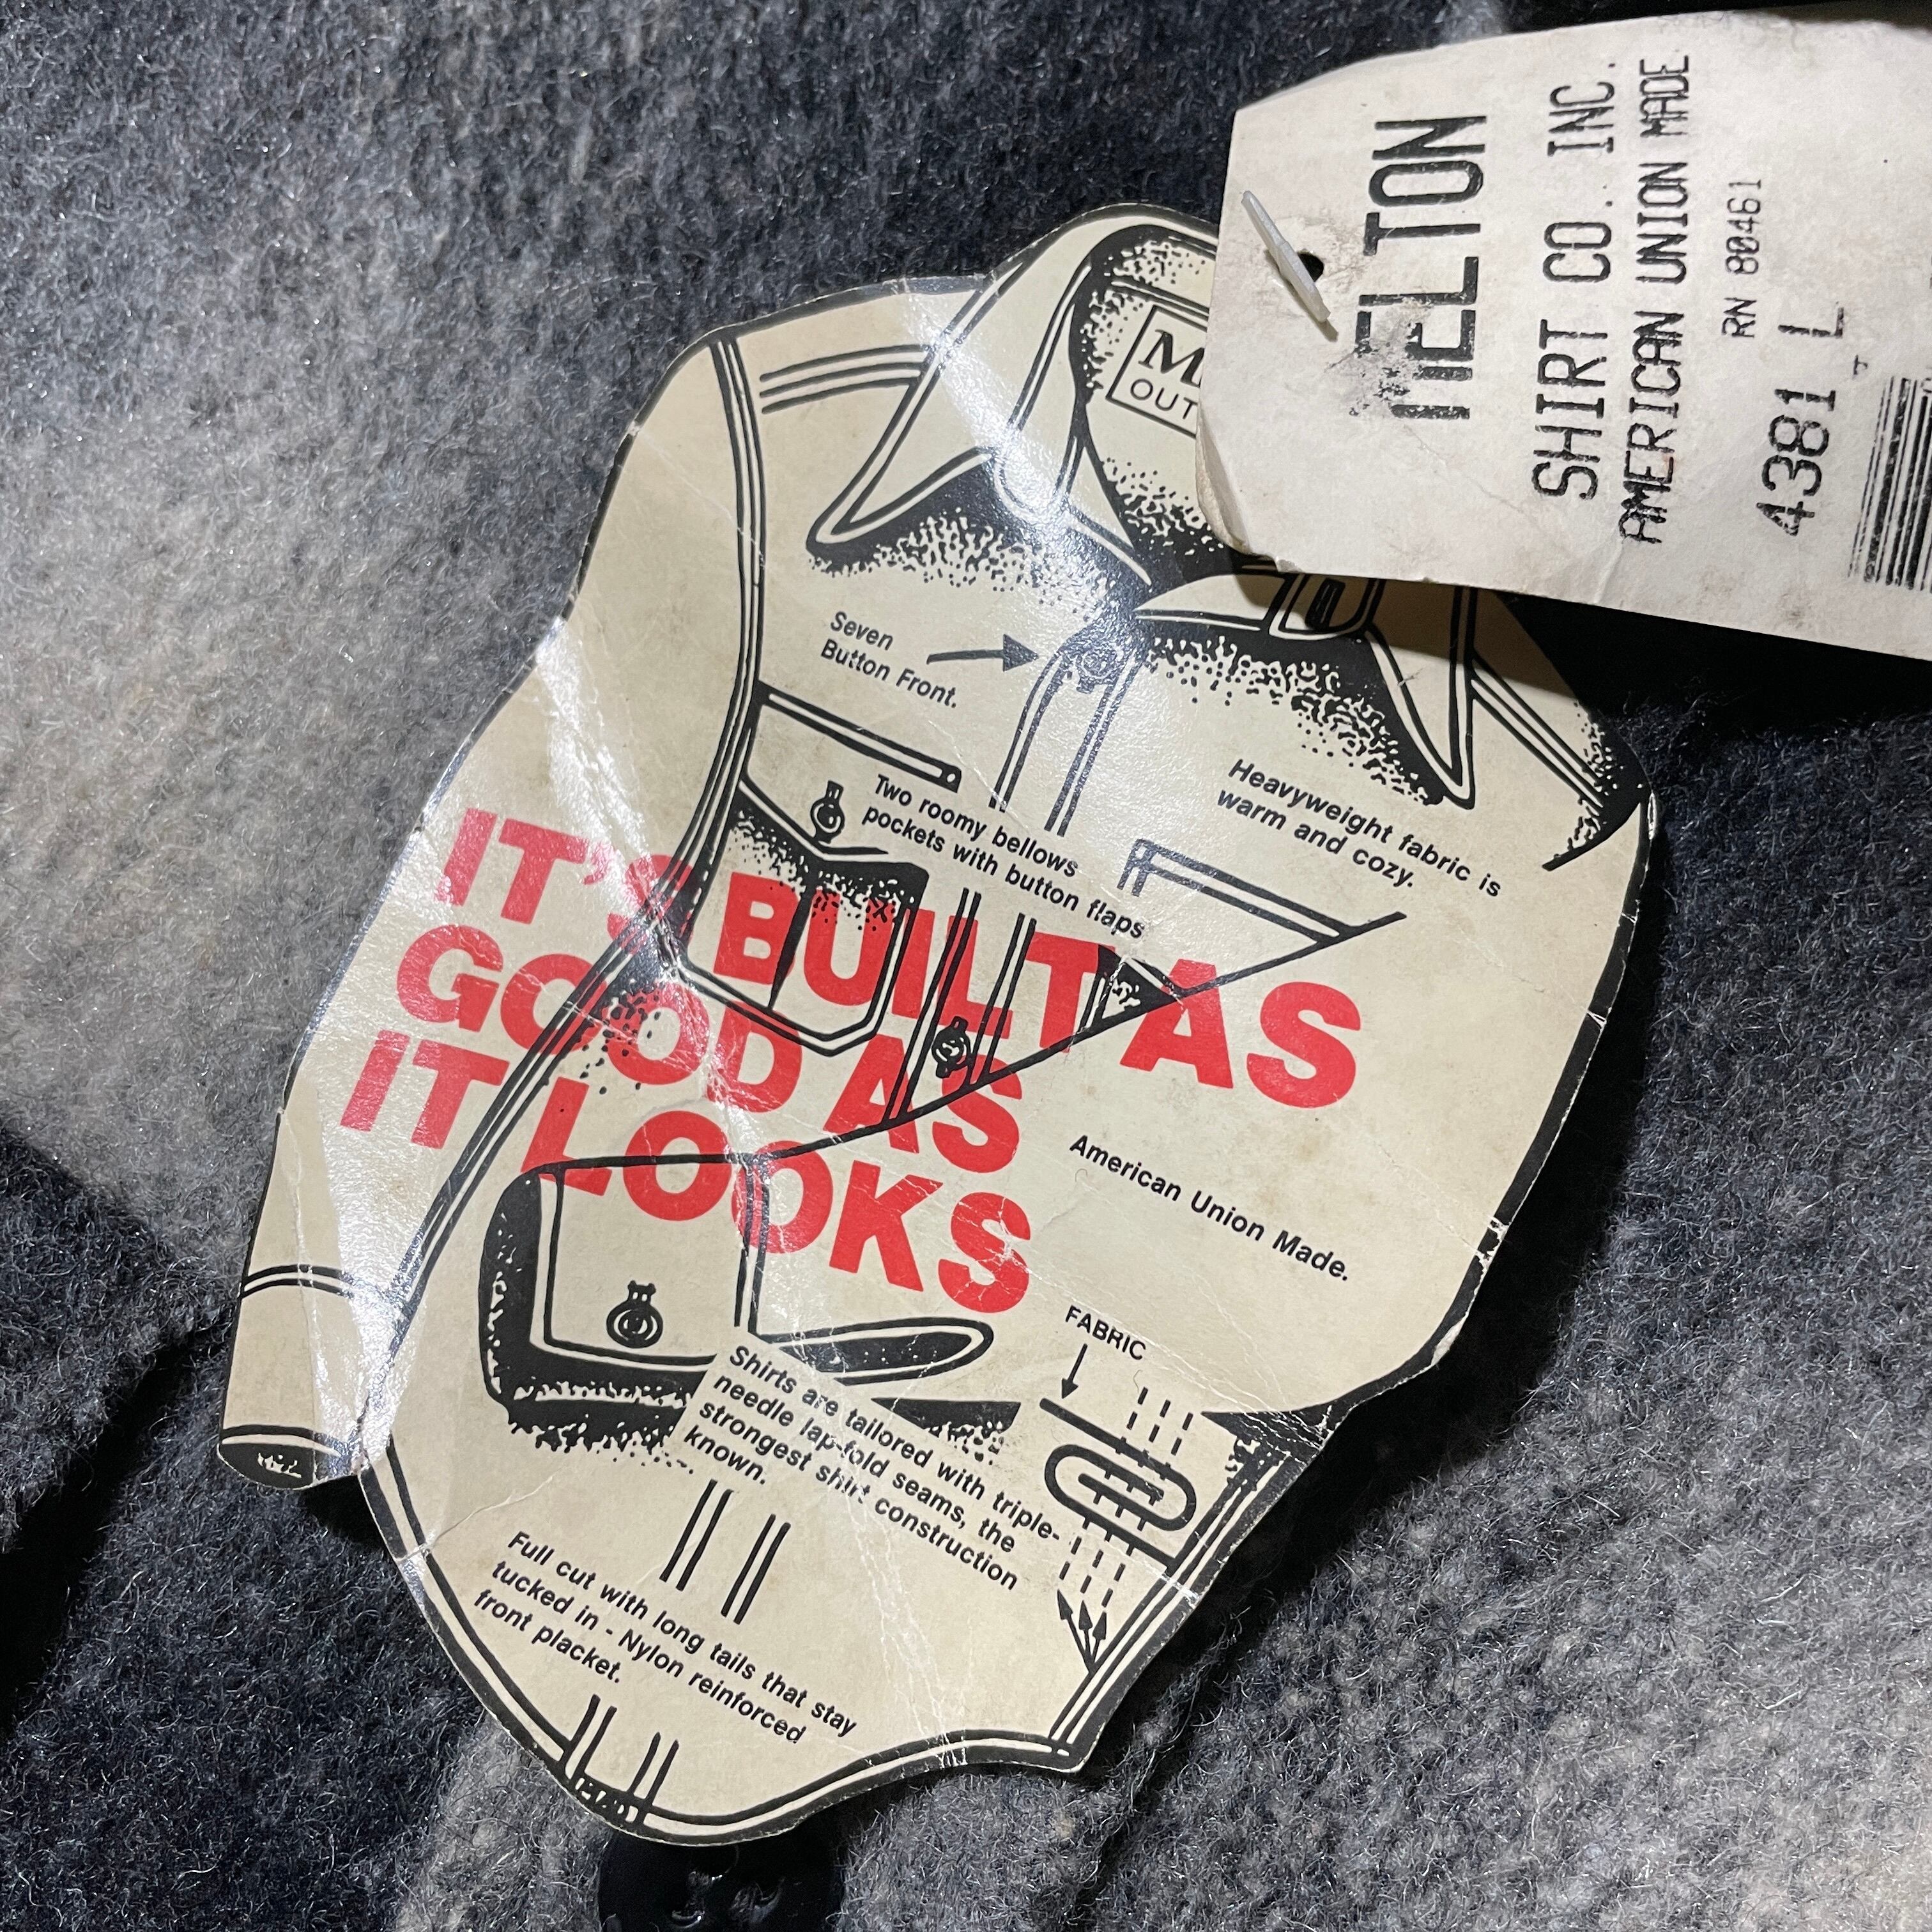 MELTON
SHIRT CO. INC.
AMERICAN UNION MADE
RN 80461
4381 L
Seven
Button Front.
Heavyweight fabric is
warm and cozy.
Two roomy bellows
pockets with button flaps
IT'S BUILT AS
GOOD AS
IT LOOKS
American Union Made.
FABRIC
Shirts are tailored with triple-
needle lap-fold seams, the
strongest shirt construction
known.
Full cut with long tails that stay
tucked in - Nylon reinforced
front placket.